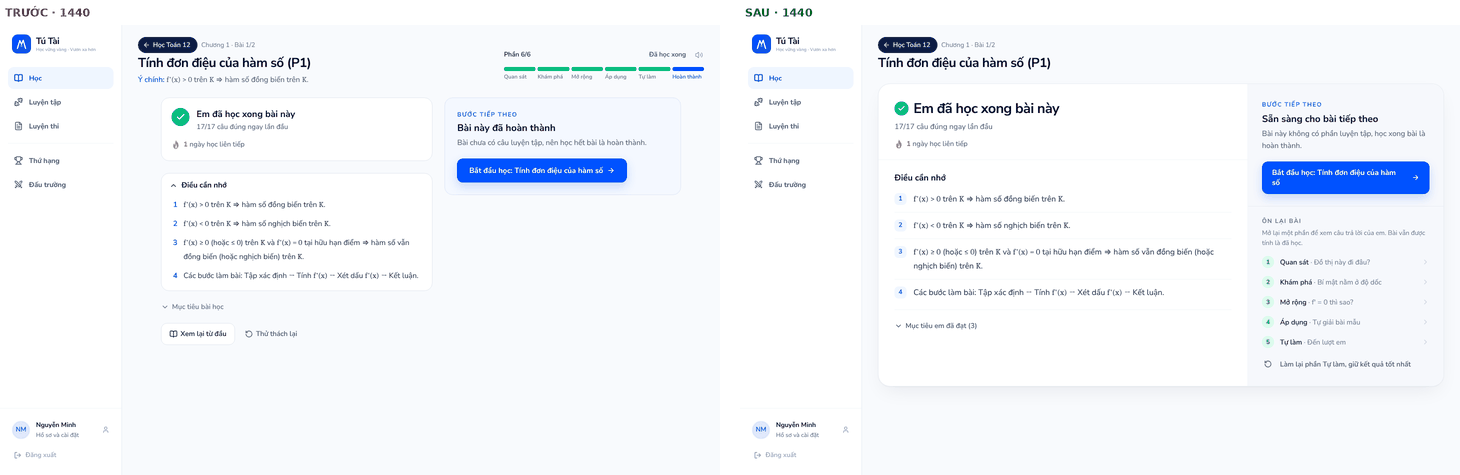 TRƯỚC · 1440
Tú Tài
Học vững vàng · Vươn xa hơn
Học
Luyện tập
Luyện thi
Thứ hạng
Đấu trường
NM
Nguyễn Minh
Hồ sơ và cài đặt
Đăng xuất
← Học Toán 12
Chương 1 · Bài 1/2
Tính đơn điệu của hàm số (P1)
Ý chính: f'(x) > 0 trên K ⇒ hàm số đồng biến trên K.
Phần 6/6
Đã học xong
Quan sát
Khám phá
Mở rộng
Áp dụng
Tự làm
Hoàn thành
Em đã học xong bài này
17/17 câu đúng ngay lần đầu
1 ngày học liên tiếp
Điều cần nhớ
1 f'(x) > 0 trên K ⇒ hàm số đồng biến trên K.
2 f'(x) < 0 trên K ⇒ hàm số nghịch biến trên K.
3 f'(x) ≥ 0 (hoặc ≤ 0) trên K và f'(x) = 0 tại hữu hạn điểm ⇒ hàm số vẫn
đồng biến (hoặc nghịch biến) trên K.
4 Các bước làm bài: Tập xác định → Tính f'(x) → Xét dấu f'(x) → Kết luận.
Mục tiêu bài học
Xem lại từ đầu
Thử thách lại
BƯỚC TIẾP THEO
Bài này đã hoàn thành
Bài chưa có câu luyện tập, nên học hết bài là hoàn thành.
Bắt đầu học: Tính đơn điệu của hàm số →
SAU · 1440
Tú Tài
Học vững vàng · Vươn xa hơn
Học
Luyện tập
Luyện thi
Thứ hạng
Đấu trường
NM
Nguyễn Minh
Hồ sơ và cài đặt
Đăng xuất
← Học Toán 12
Chương 1 · Bài 1/2
Tính đơn điệu của hàm số (P1)
Em đã học xong bài này
17/17 câu đúng ngay lần đầu
1 ngày học liên tiếp
Điều cần nhớ
1 f'(x) > 0 trên K ⇒ hàm số đồng biến trên K.
2 f'(x) < 0 trên K ⇒ hàm số nghịch biến trên K.
3 f'(x) ≥ 0 (hoặc ≤ 0) trên K và f'(x) = 0 tại hữu hạn điểm ⇒ hàm số vẫn đồng biến (hoặc
nghịch biến) trên K.
4 Các bước làm bài: Tập xác định → Tính f'(x) → Xét dấu f'(x) → Kết luận.
Mục tiêu em đã đạt (3)
BƯỚC TIẾP THEO
Sẵn sàng cho bài tiếp theo
Bài này không có phần luyện tập, học xong bài là
hoàn thành.
Bắt đầu học: Tính đơn điệu của hàm
số →
ÔN LẠI BÀI
Mở lại một phần để xem câu trả lời của em. Bài vẫn được
tính là đã học.
1 Quan sát · Đồ thị này đi đâu?
2 Khám phá · Bí mật nằm ở độ dốc
3 Mở rộng · f' = 0 thì sao?
4 Áp dụng · Tự giải bài mẫu
5 Tự làm · Đến lượt em
Làm lại phần Tự làm, giữ kết quả tốt nhất